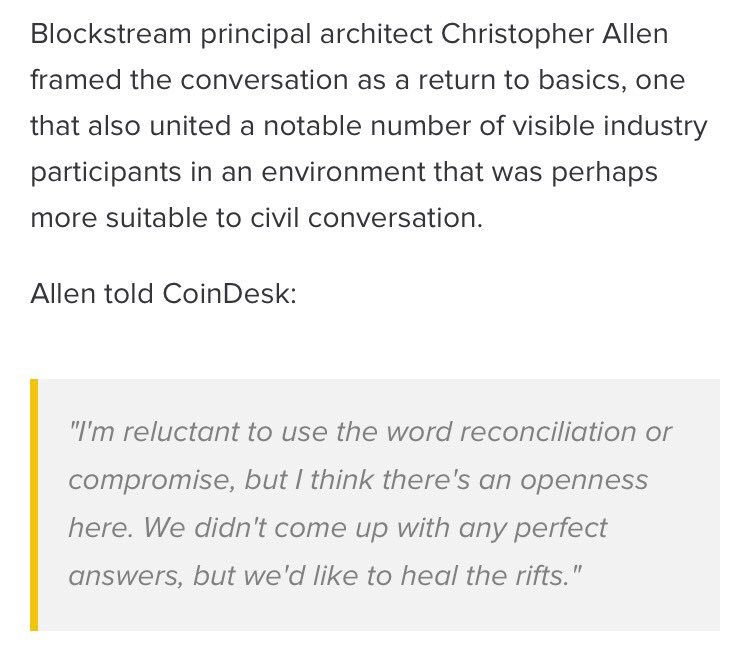 Blockstream principal architect Christopher Allen
framed the conversation as a return to basics, one
that also united a notable number of visible industry
participants in an environment that was perhaps
more suitable to civil conversation.
Allen told CoinDesk:
"I'm reluctant to use the word reconciliation or
compromise, but I think there's an openness
here. We didn't come up with any perfect
answers, but we'd like to heal the rifts."